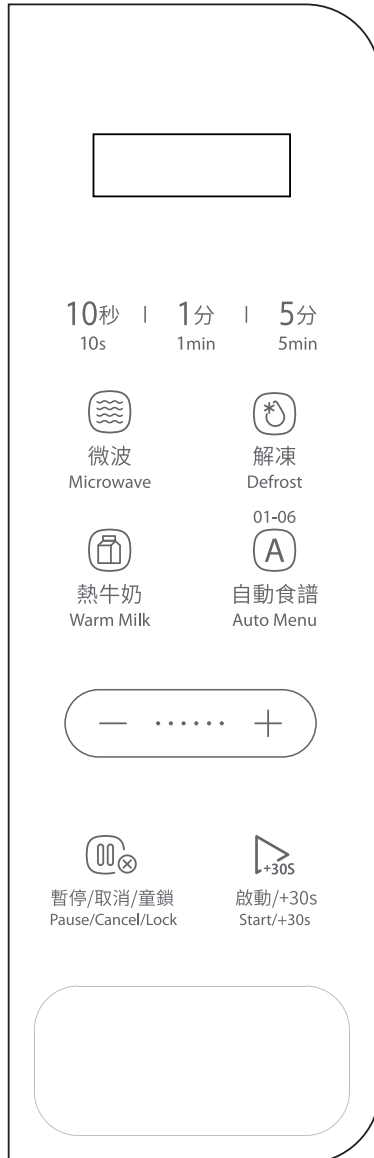 10秒 | 1分 | 5分
10s 1min 5min
微波 解凍
Microwave Defrost
01-06
A
熱牛奶 自動食譜
Warm Milk Auto Menu
— ...... +
+30S
暫停/取消/童鎖 啟動/+30s
Pause/Cancel/Lock Start/+30s